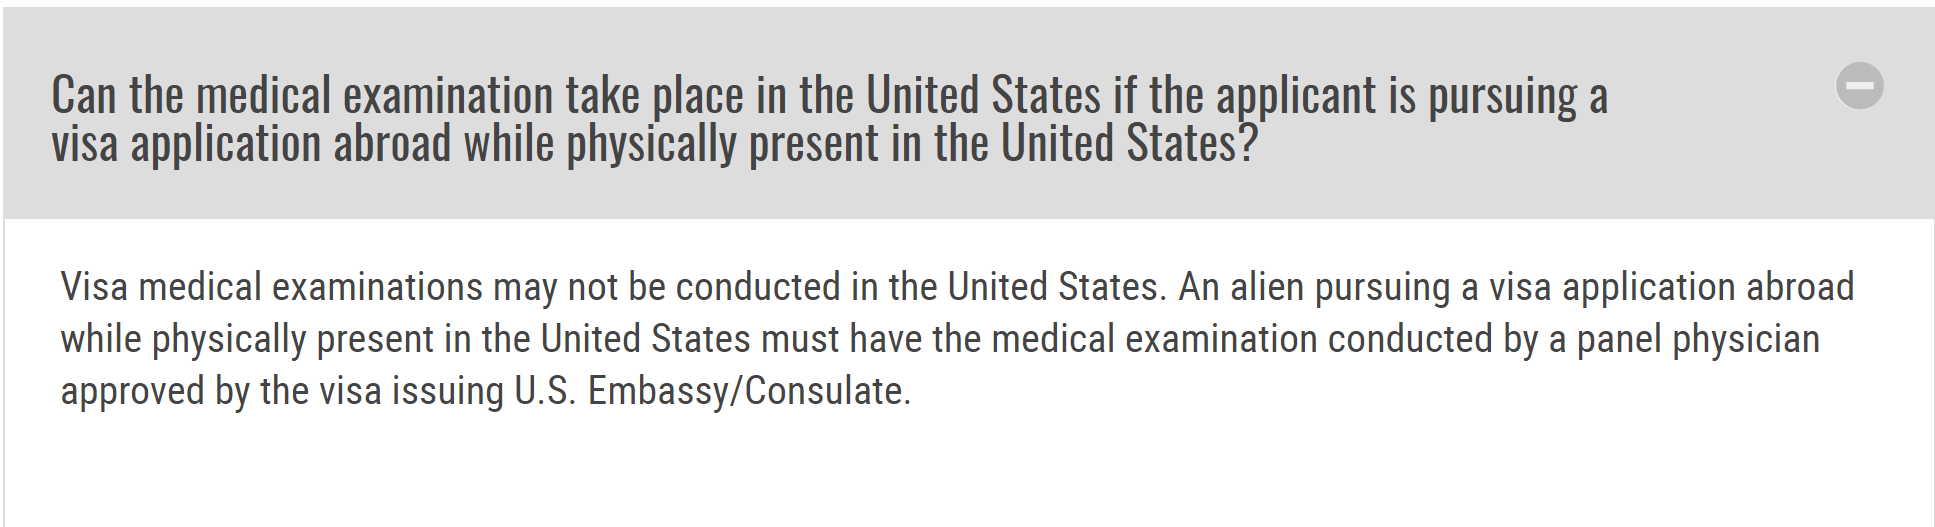 Can the medical examination take place in the United States if the applicant is pursuing a
visa application abroad while physically present in the United States?
Visa medical examinations may not be conducted in the United States. An alien pursuing a visa application abroad
while physically present in the United States must have the medical examination conducted by a panel physician
approved by the visa issuing U.S. Embassy/Consulate.